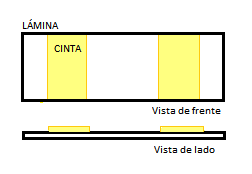 LÁMINA
CINTA
Vista de frente
Vista de lado